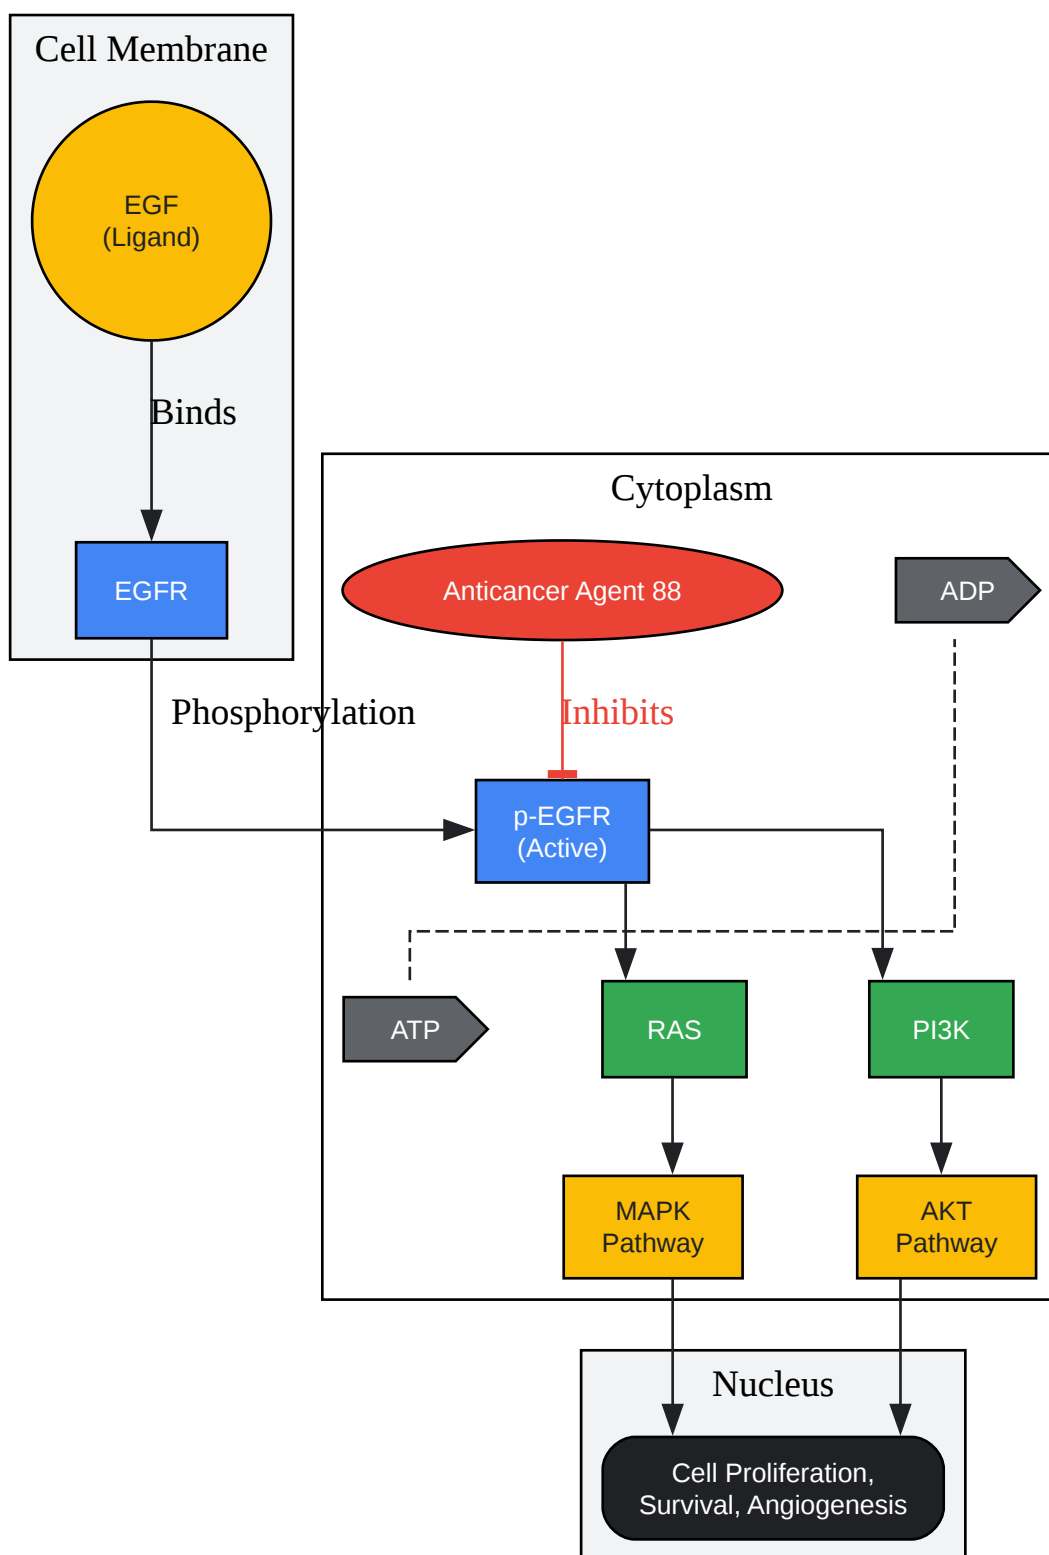 Cell Membrane
EGF
(Ligand)
Binds
Cytoplasm
EGFR
Anticancer Agent 88
ADP
Phosphorylation
Inhibits
p-EGFR
(Active)
ATP
RAS
PI3K
MAPK
Pathway
AKT
Pathway
Nucleus
Cell Proliferation,
Survival, Angiogenesis